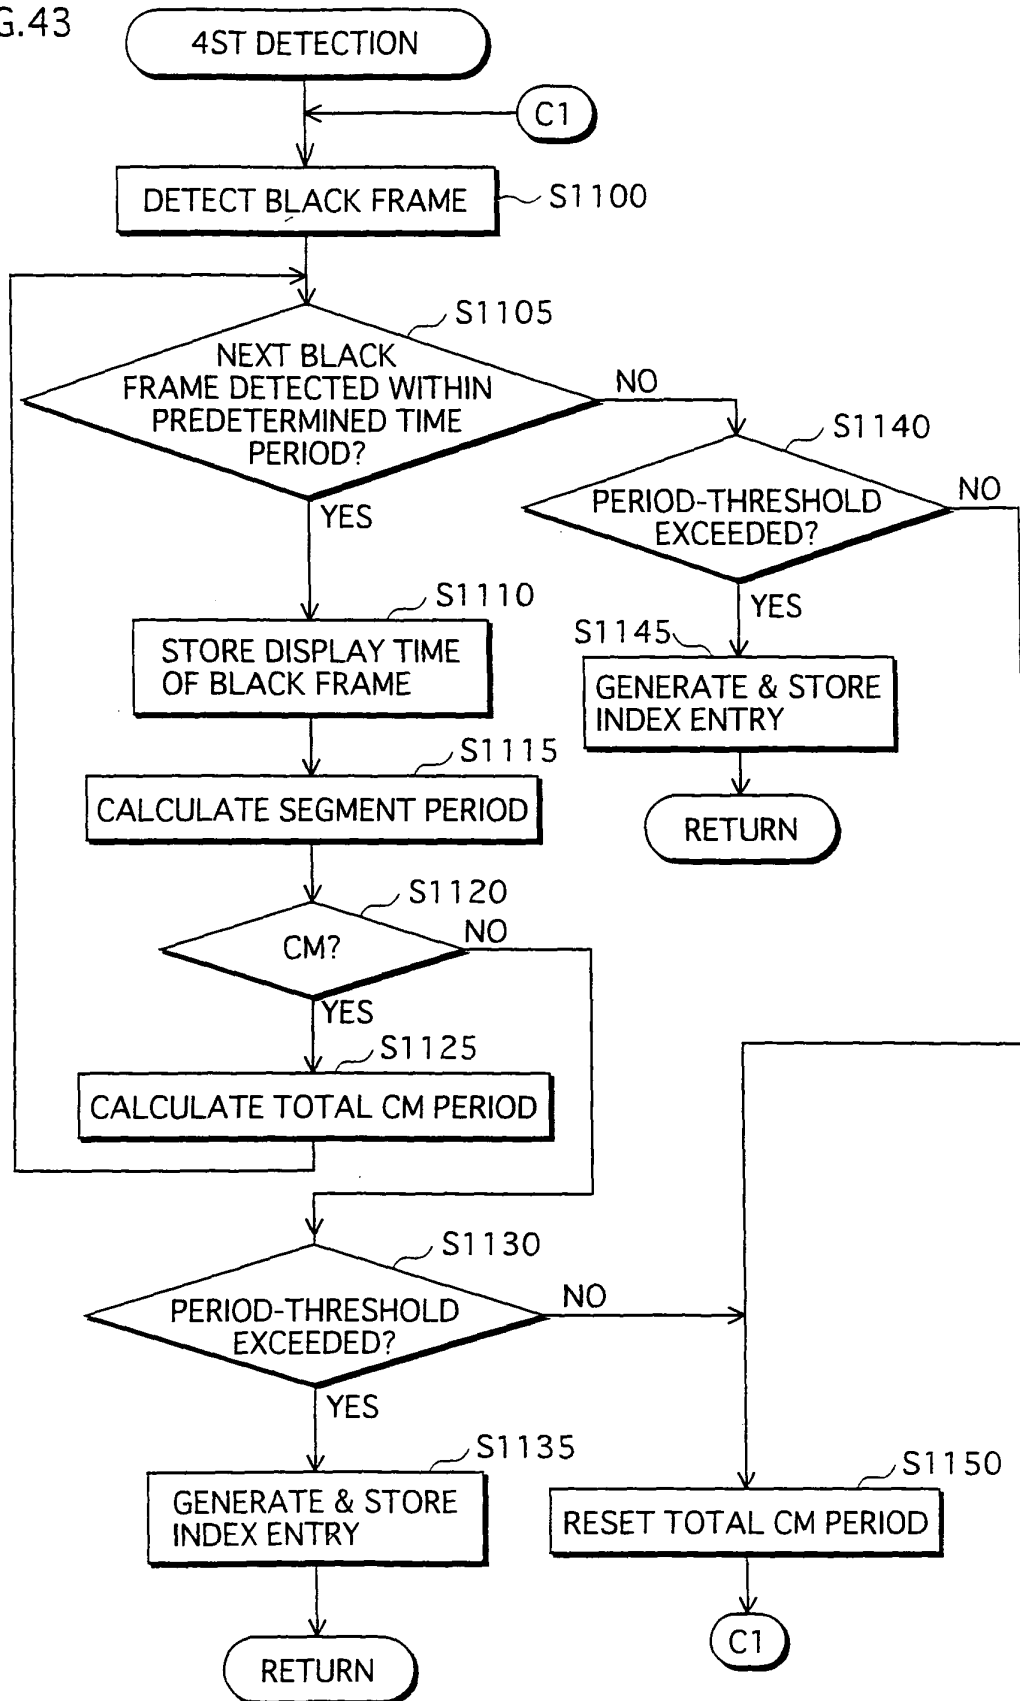 G.43
4ST DETECTION
C1
DETECT BLACK FRAME
S1100
S1105
NEXT BLACK
FRAME DETECTED WITHIN
PREDETERMINED TIME
PERIOD?
NO
YES
S1140
PERIOD-THRESHOLD
EXCEEDED?
NO
YES
S1110
STORE DISPLAY TIME
OF BLACK FRAME
S1145
GENERATE & STORE
INDEX ENTRY
RETURN
S1115
CALCULATE SEGMENT PERIOD
S1120
CM?
NO
YES
S1125
CALCULATE TOTAL CM PERIOD
S1130
PERIOD-THRESHOLD
EXCEEDED?
NO
YES
S1135
GENERATE & STORE
INDEX ENTRY
RETURN
S1150
RESET TOTAL CM PERIOD
C1